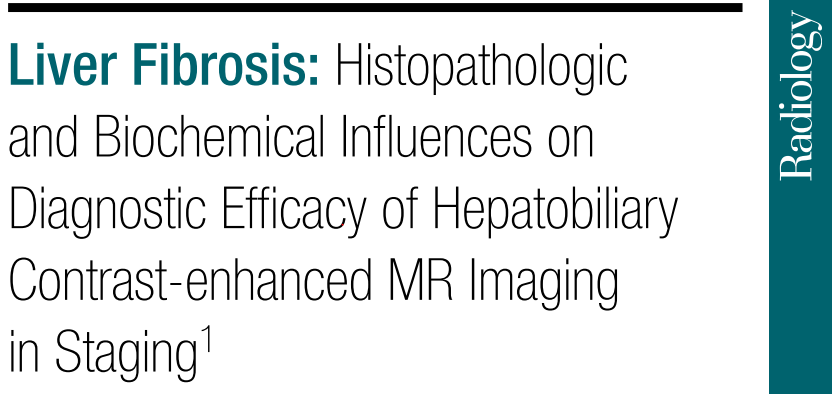 Liver Fibrosis: Histopathologic
and Biochemical Influences on
Diagnostic Efficacy of Hepatobiliary
Contrast-enhanced MR Imaging
in Staging¹
Radiology